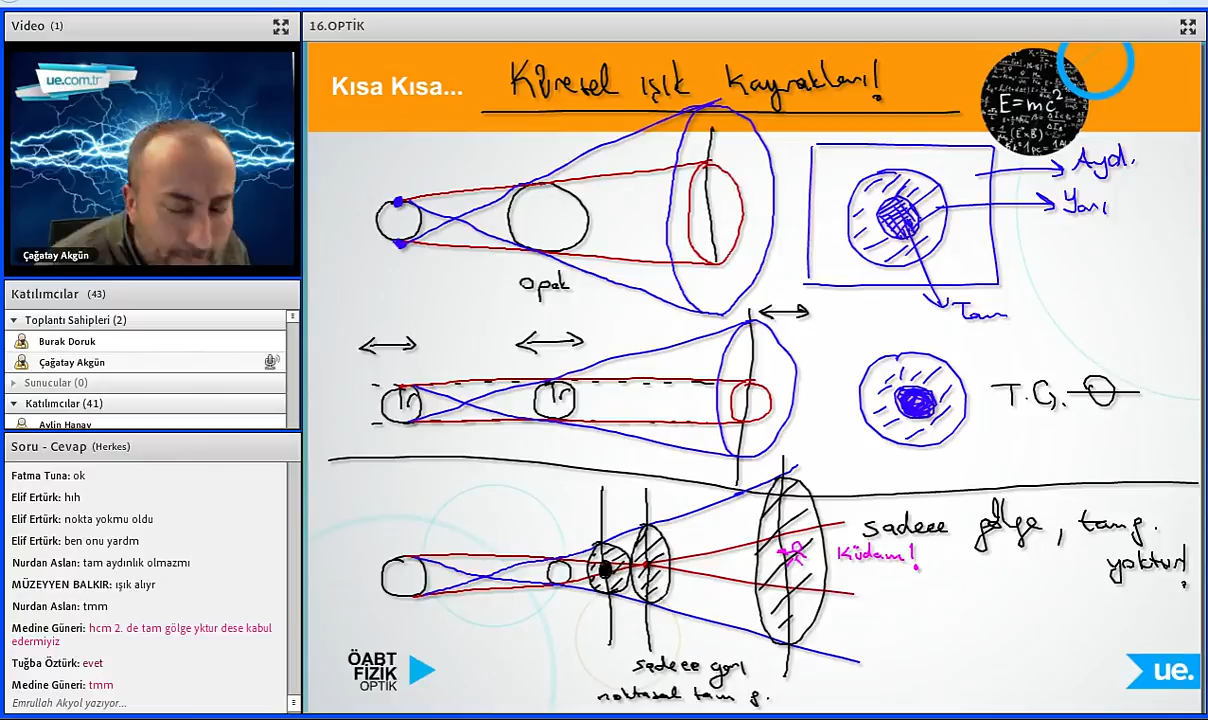 Video (1)
16.OPTİK
ue.com.tr
Çağatay Akgün
Kısa Kısa...
Küresel ışık kaynakları!
E=mc²
Katılımcılar (43)
Toplantı Sahipleri (2)
Burak Doruk
Çağatay Akgün
Sunucular (0)
Katılımcılar (41)
Aylin Hanay
Soru - Cevap (Herkes)
Fatma Tuna: ok
Elif Ertürk: hıh
Elif Ertürk: nokta yokmu oldu
Elif Ertürk: ben onu yardm
Nurdan Aslan: tam aydınlık olmazmı
MÜZEYYEN BALKIR: ışık alıyr
Nurdan Aslan: tmm
Medine Güneri: hcm 2. de tam gölge yktur dese kabul
edermiyiz
Tuğba Öztürk: evet
Medine Güneri: tmm
Emrullah Akyol yazıyor...
Opak
Ayd.
Yarı
Tam
r
r
T.G.
sadece gölge, tam g.
yoktur!
sadece yarı
noktasal tam g.
ÖABT
FİZİK
OPTİK
ue.